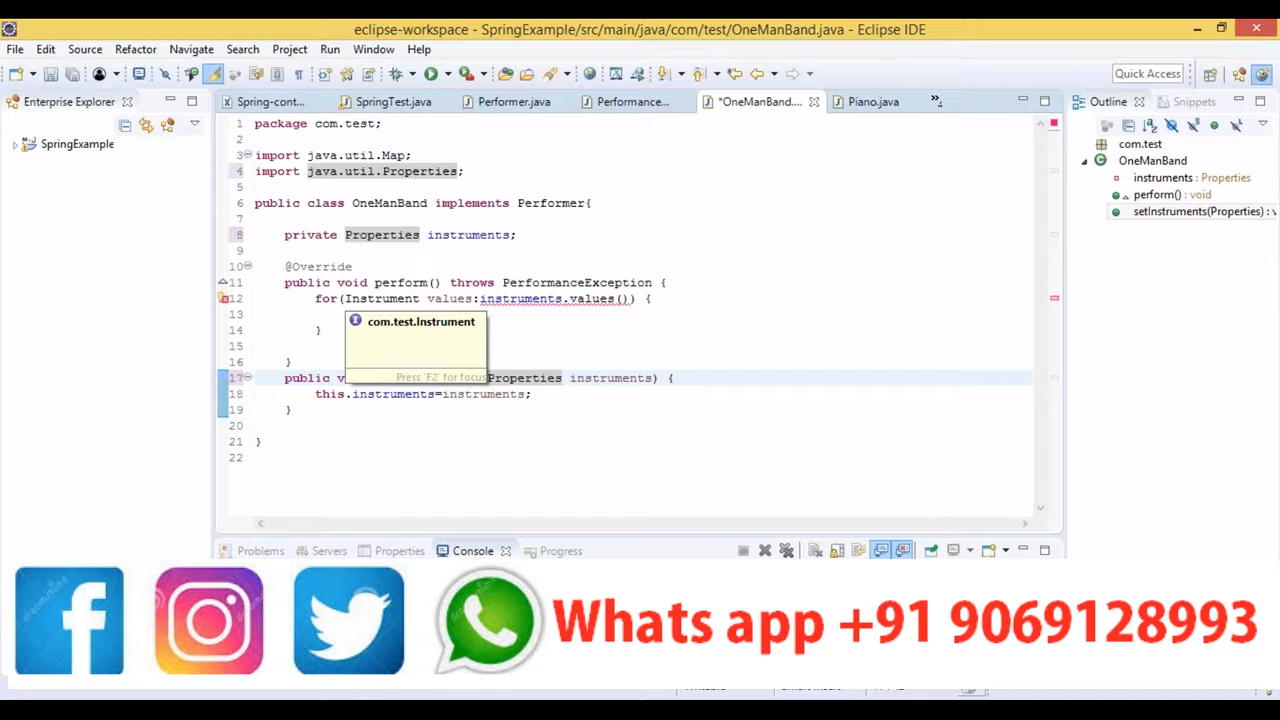 eclipse-workspace - SpringExample/src/main/java/com/test/OneManBand.java - Eclipse IDE
File Edit Source Refactor Navigate Search Project Run Window Help
Quick Access
Enterprise Explorer
SpringExample
Spring-cont... SpringTest.java Performer.java Performance... *OneManBand.... Piano.java »4
1 package com.test;
2
3 import java.util.Map;
4 import java.util.Properties;
5
6 public class OneManBand implements Performer{
7
8 private Properties instruments;
9
10 @Override
11 public void perform() throws PerformanceException {
12 for(Instrument values:instruments.values()) {
13
14 }
15
16 }
17 public v Properties instruments) {
18 this.instruments=instruments;
19 }
20
21 }
22
com.test.Instrument
Press 'F2' for focus
Outline Snippets
com.test
OneManBand
instruments : Properties
perform() : void
setInstruments(Properties) : v
Problems Servers Properties Console Progress
Whats app +91 9069128993